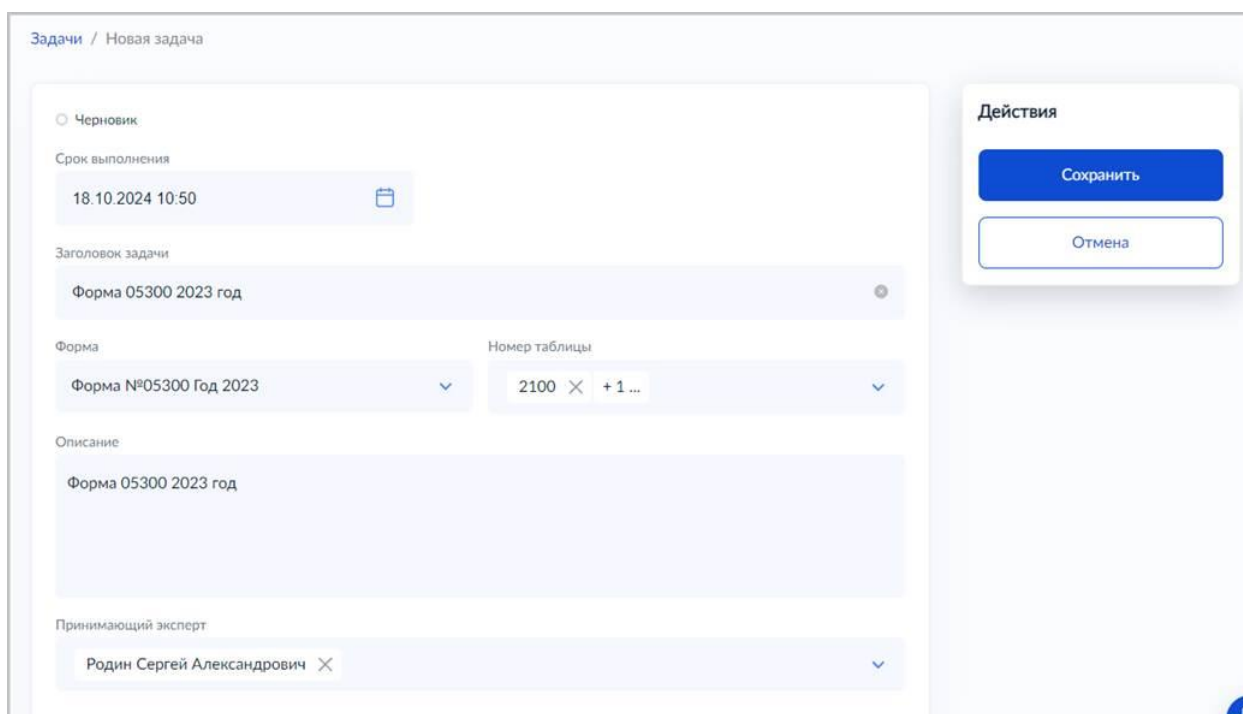 Задачи / Новая задача
Черновик
Срок выполнения
18.10.2024 10:50
Заголовок задачи
Форма 05300 2023 год
Форма
Номер таблицы
Форма №05300 Год 2023
2100 + 1 ...
Описание
Форма 05300 2023 год
Принимающий эксперт
Родин Сергей Александрович
Действия
Сохранить
Отмена